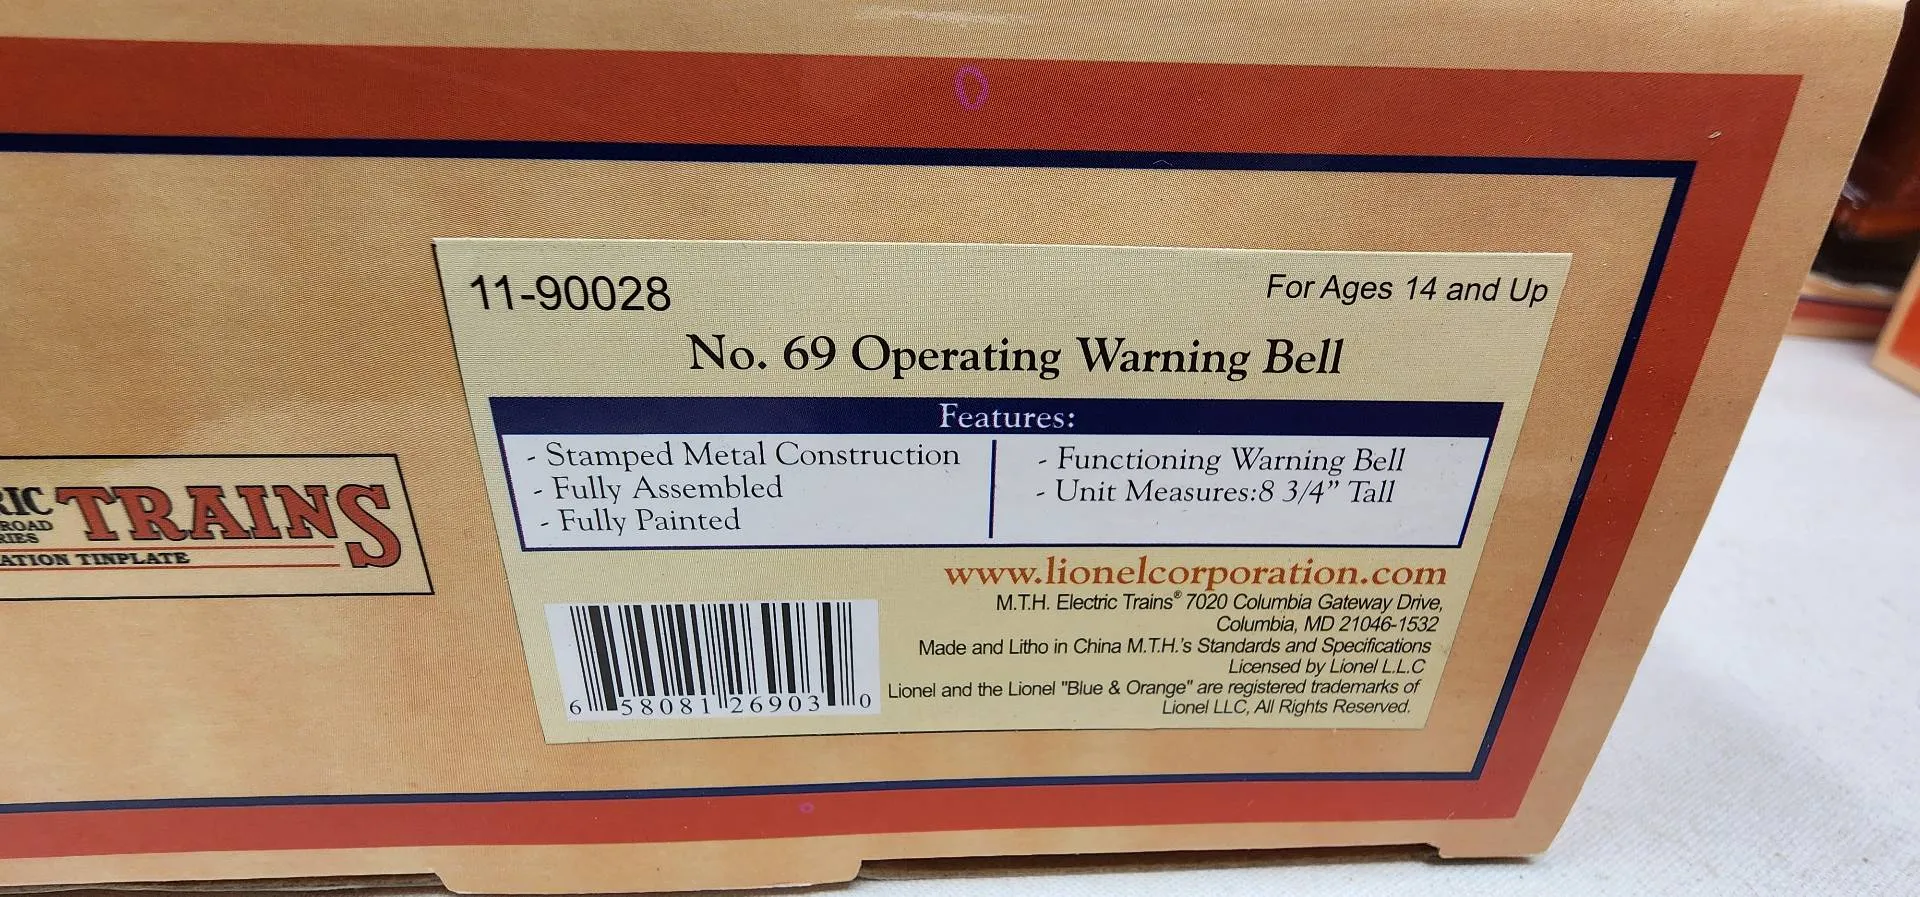 11-90028
For Ages 14 and Up
No. 69 Operating Warning Bell
Features:
- Stamped Metal Construction
- Fully Assembled
- Fully Painted
- Functioning Warning Bell
- Unit Measures:8 3/4” Tall
www.lionelcorporation.com
M.T.H. Electric Trains® 7020 Columbia Gateway Drive,
Columbia, MD 21046-1532
Made and Litho in China M.T.H.'s Standards and Specifications
Licensed by Lionel L.L.C
Lionel and the Lionel "Blue & Orange" are registered trademarks of
Lionel LLC, All Rights Reserved.
6 58081 26903 0
TRAINS
TINPLATE